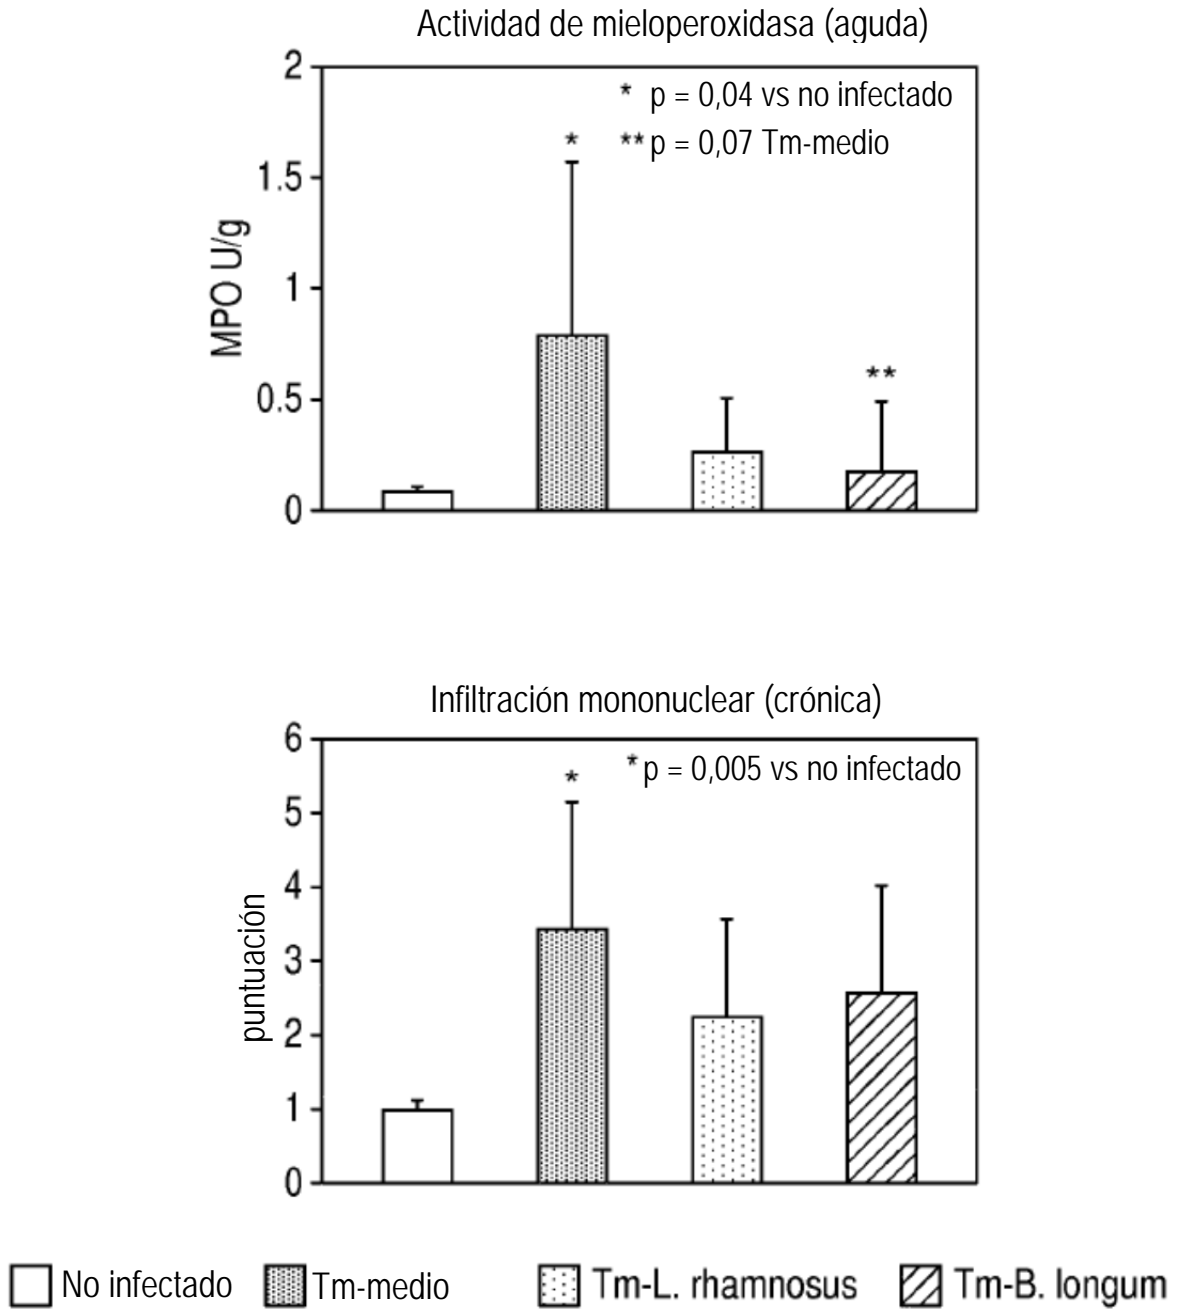 Actividad de mieloperoxidasa (aguda)
2
* p = 0,04 vs no infectado
** p = 0,07 Tm-medio
*
1.5
MPO U/g
1
0.5
**
0
Infiltración mononuclear (crónica)
6
* p = 0,005 vs no infectado
*
5
4
puntuación
3
2
1
0
No infectado Tm-medio Tm-L. rhamnosus Tm-B. longum